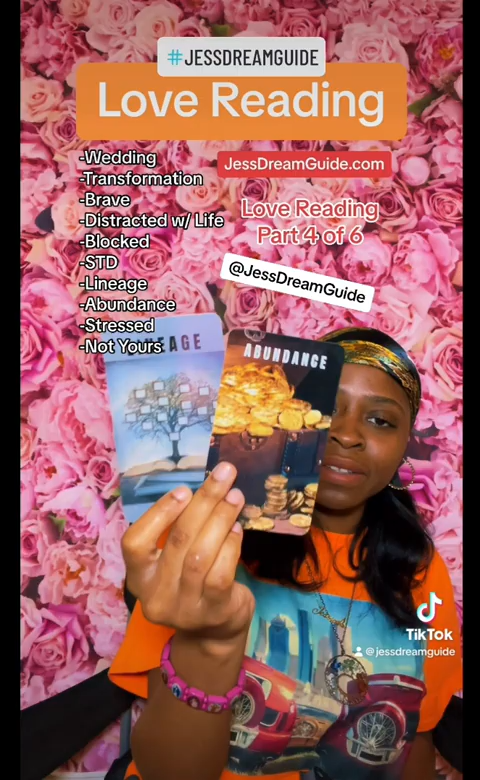 #JESSDREAMGUIDE
Love Reading
-Wedding
-Transformation
-Brave
-Distracted w/ Life
-Blocked
-STD
-Lineage
-Abundance
-Stressed
-Not Yours
JessDreamGuide.com
Love Reading
Part 4 of 6
@JessDreamGuide
LINEAGE
ABUNDANCE
TikTok
@jessdreamguide